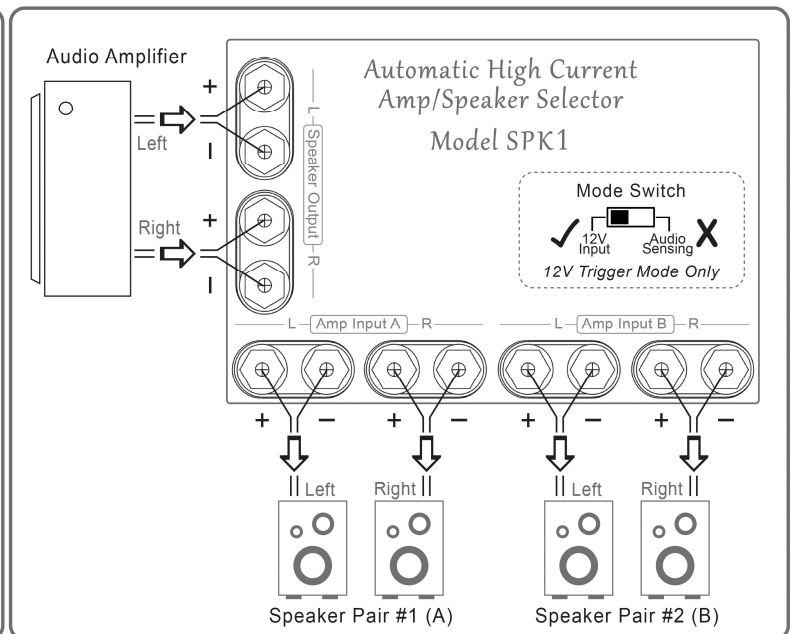 Audio Amplifier
Automatic High Current
Amp/Speaker Selector
Model SPK1
+
Left
−
L Speaker Output R
Right
+
−
Mode Switch
12V
Input
Audio
Sensing
12V Trigger Mode Only
L Amp Input A R
L Amp Input B R
+ − + − + − + −
Left Right Left Right
Speaker Pair #1 (A) Speaker Pair #2 (B)